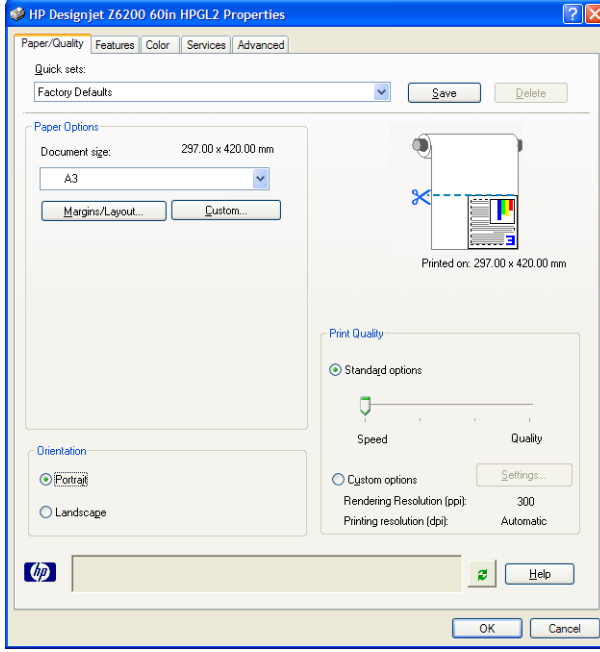 HP Designjet Z6200 60in HPGL2 Properties
Paper/Quality Features Color Services Advanced
Quick sets:
Factory Defaults
Save
Delete
Paper Options
Document size: 297.00 x 420.00 mm
A3
Margins/Layout...
Custom...
Printed on: 297.00 x 420.00 mm
Print Quality
Standard options
Speed
Quality
Custom options
Settings...
Rendering Resolution (ppi): 300
Printing resolution (dpi): Automatic
Orientation
Portrait
Landscape
hp
Help
OK
Cancel